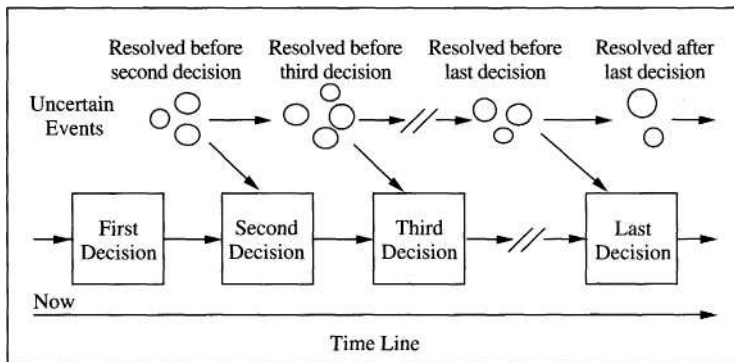 Resolved before
second decision
Resolved before
third decision
Resolved before
last decision
Resolved after
last decision
Uncertain
Events
First
Decision
Second
Decision
Third
Decision
Last
Decision
Now
Time Line